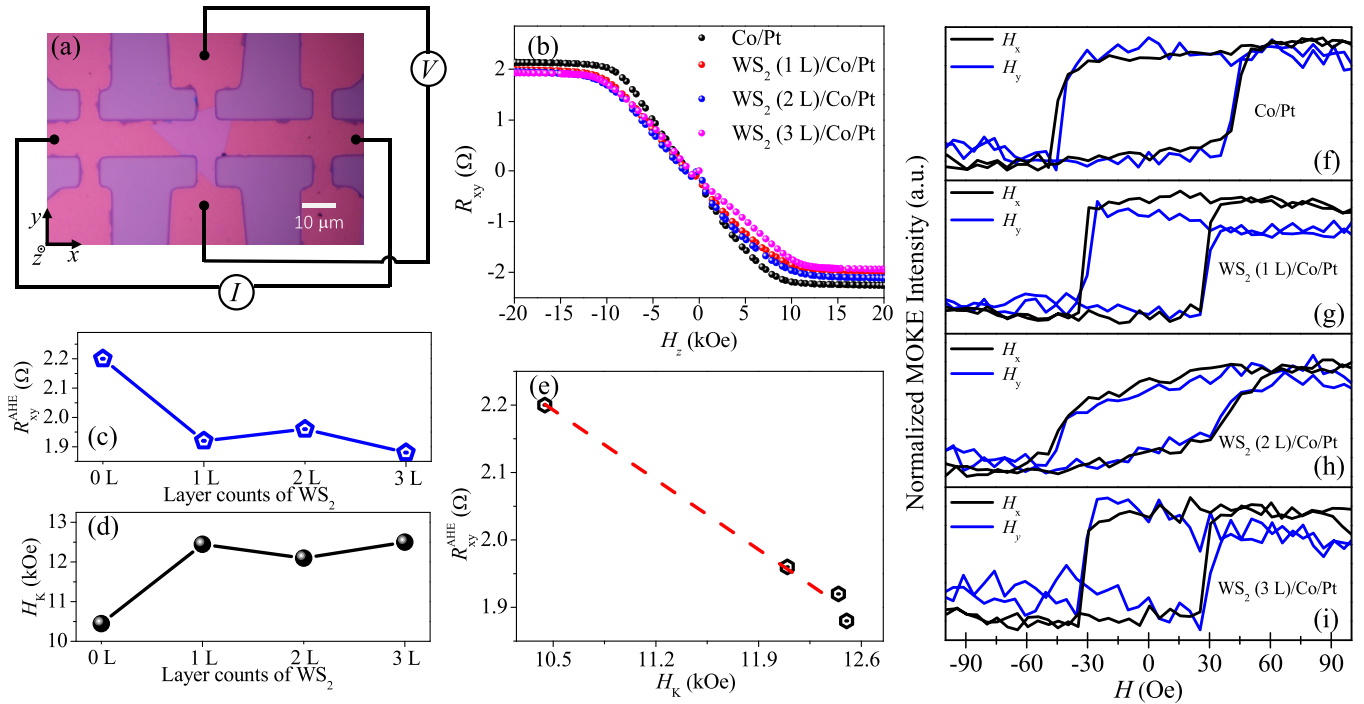 (a)
V
I
y
z
x
10 μm
(b)
Co/Pt
WS2 (1 L)/Co/Pt
WS2 (2 L)/Co/Pt
WS2 (3 L)/Co/Pt
Rxy (Ω)
2
1
0
-1
-2
-20 -15 -10 -5 0 5 10 15 20
Hz (kOe)
(c)
RxyAHE (Ω)
2.2
2.1
2.0
1.9
0 L 1 L 2 L 3 L
Layer counts of WS2
(d)
HK (kOe)
13
12
11
10
0 L 1 L 2 L 3 L
Layer counts of WS2
(e)
RxyAHE (Ω)
2.2
2.1
2.0
1.9
10.5 11.2 11.9 12.6
HK (kOe)
Normalized MOKE Intensity (a.u.)
Hx
Hy
Co/Pt
(f)
Hx
Hy
WS2 (1 L)/Co/Pt
(g)
Hx
Hy
WS2 (2 L)/Co/Pt
(h)
Hx
Hy
WS2 (3 L)/Co/Pt
(i)
-90 -60 -30 0 30 60 90
H (Oe)